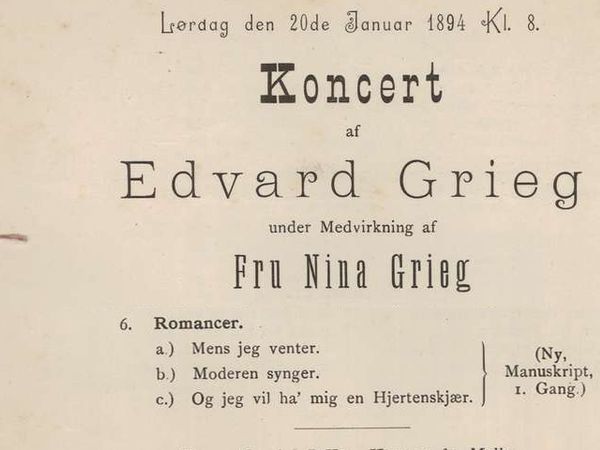 Lørdag den 20de Januar 1894 Kl. 8.
Koncert
af
Edvard Grieg
under Medvirkning af
Fru Nina Grieg
6. Romancer.
a.) Mens jeg venter.
b.) Moderen synger.
c.) Og jeg vil ha' mig en Hjertenskjær.
(Ny,
Manuskript,
1. Gang.)